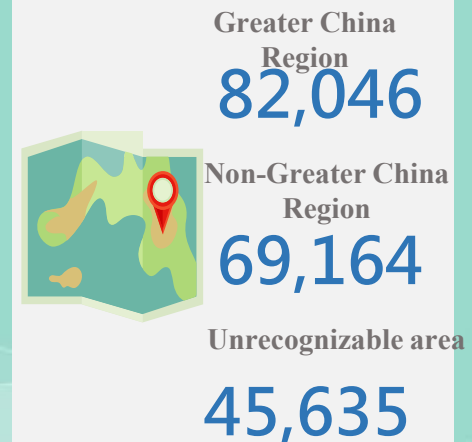 Greater China
Region
82,046
Non-Greater China
Region
69,164
Unrecognizable area
45,635